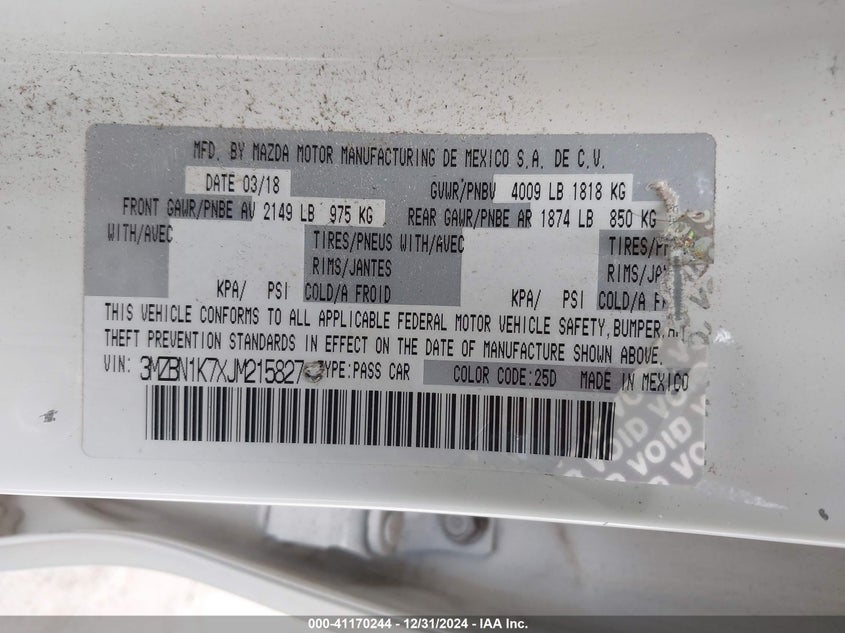 MFD. BY MAZDA MOTOR MANUFACTURING DE MEXICO S.A. DE C.V.
DATE 03/18 GVWR/PNBV 4009 LB 1818 KG
FRONT GAWR/PNBE AV 2149 LB 975 KG REAR GAWR/PNBE AR 1874 LB 850 KG
WITH/AVEC TIRES/PNEUS WITH/AVEC
RIMS/JANTES
KPA/ PSI COLD/A FROID KPA/ PSI COLD/A
THIS VEHICLE CONFORMS TO ALL APPLICABLE FEDERAL MOTOR VEHICLE SAFETY, BUMPER,
THEFT PREVENTION STANDARDS IN EFFECT ON THE DATE OF MANUFACTURE SHOWN ABOVE.
VIN: 3MZBN1K7XJM215827 TYPE:PASS CAR COLOR CODE:25D MADE IN MEXICO
VOID VOID VOID
000-41170244 - 12/31/2024 - IAA Inc.